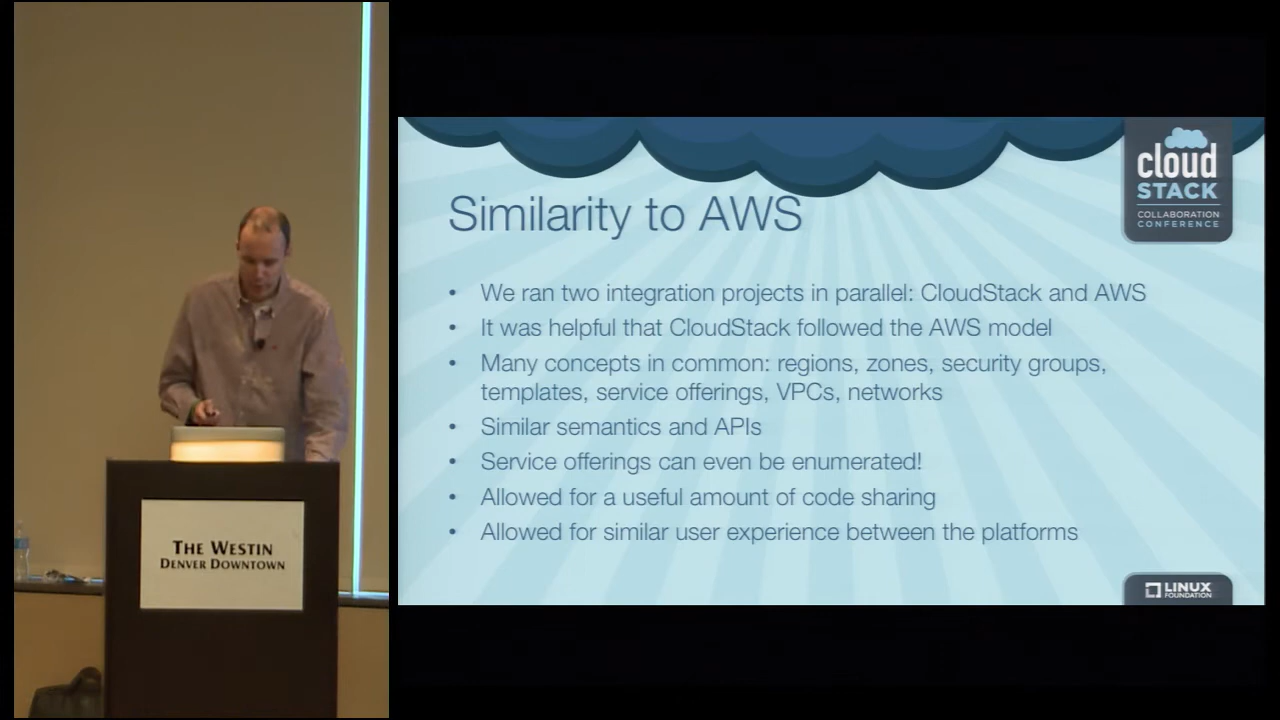 cloud
STACK
COLLABORATION
CONFERENCE
Similarity to AWS
• We ran two integration projects in parallel: CloudStack and AWS
• It was helpful that CloudStack followed the AWS model
• Many concepts in common: regions, zones, security groups,
templates, service offerings, VPCs, networks
• Similar semantics and APIs
• Service offerings can even be enumerated!
• Allowed for a useful amount of code sharing
• Allowed for similar user experience between the platforms
LINUX
FOUNDATION
THE WESTIN
DENVER DOWNTOWN